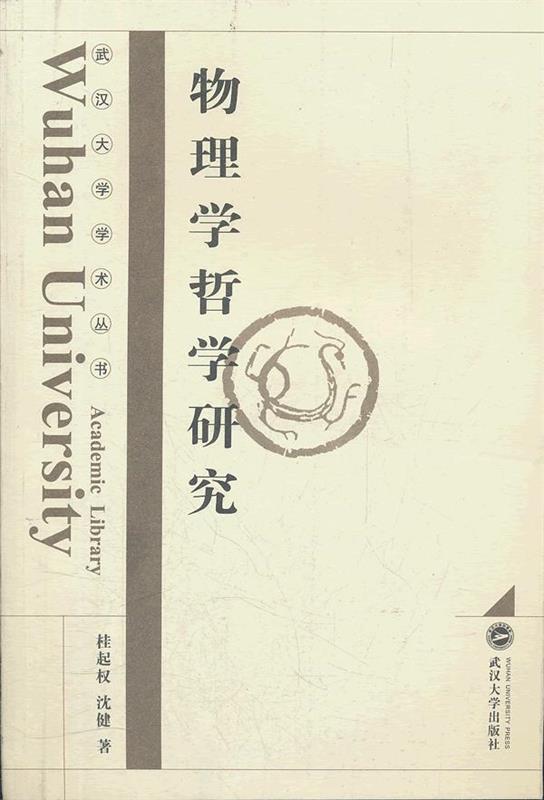 武汉大学学术丛书
Wuhan University
Academic Library
物理学哲学研究
桂起权 沈健 著
武汉大学出版社
WUHAN UNIVERSITY PRESS